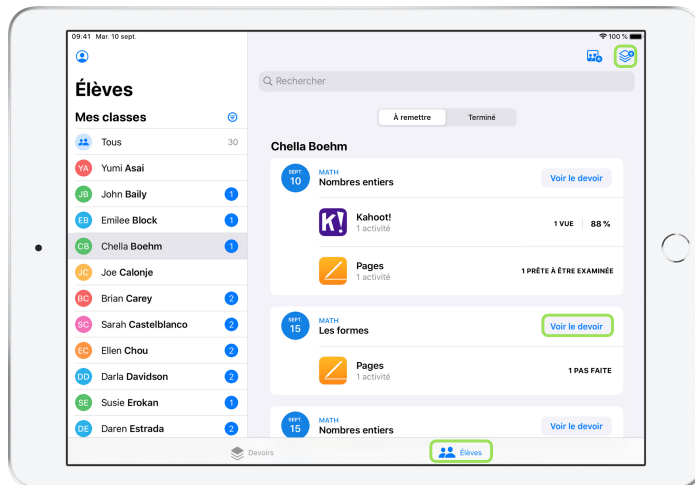 09:41 Mar. 10 sept.
100 %
Élèves
Mes classes
Tous 30
YA Yumi Asai
JB John Baily 1
EB Emilee Block 1
CB Chella Boehm 1
JC Joe Calonje
BC Brian Carey 2
SC Sarah Castelblanco 2
EC Ellen Chou 2
DD Darla Davidson 2
SE Susie Erokan 1
DE Daren Estrada 2
Rechercher
À remettre Terminé
Chella Boehm
SEPT. 10
MATH
Nombres entiers
Voir le devoir
K!
Kahoot!
1 activité
1 VUE 88 %
Pages
1 activité
1 PRÊTE À ÊTRE EXAMINÉE
SEPT. 15
MATH
Les formes
Voir le devoir
Pages
1 activité
1 PAS FAITE
SEPT. 15
MATH
Nombres entiers
Voir le devoir
Devoirs
Élèves